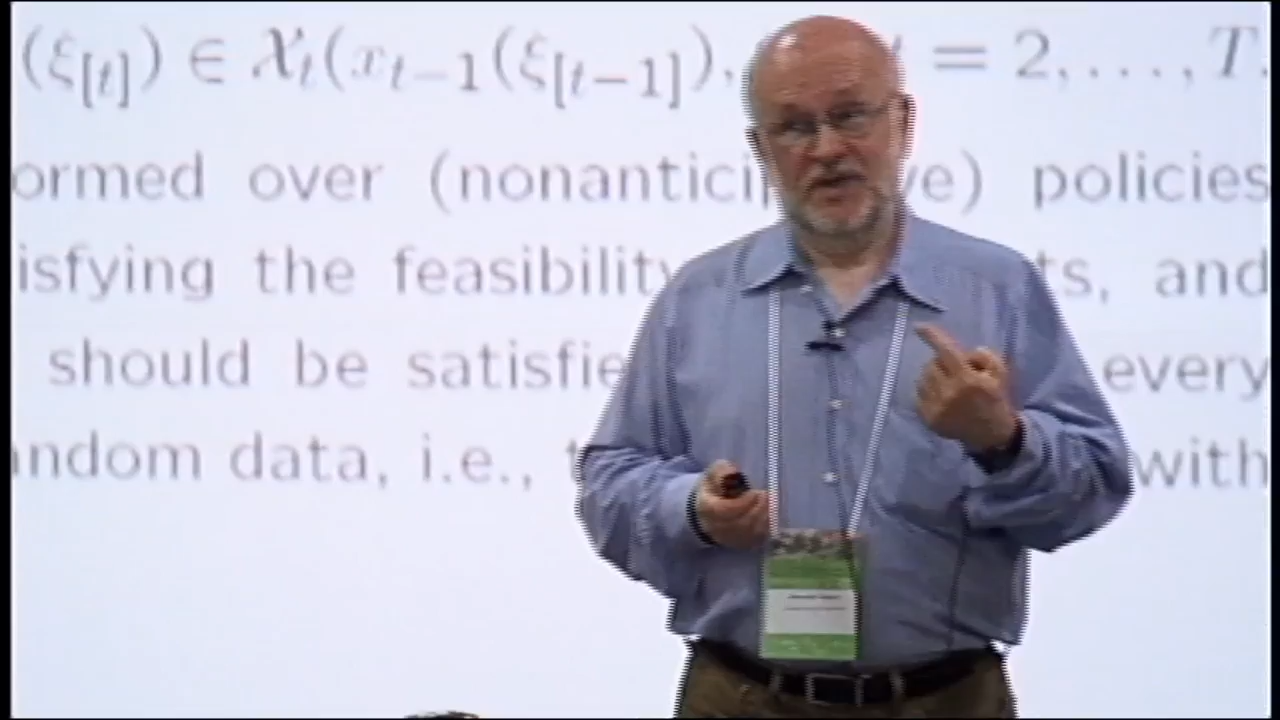 (ξ[t]) ∈ 𝒳t(xt−1(ξ[t−1]), t = 2, . . . , T.
ormed over (nonantici ve) policies
isfying the feasibility ts, and
should be satisfie every
ndom data, i.e., t with